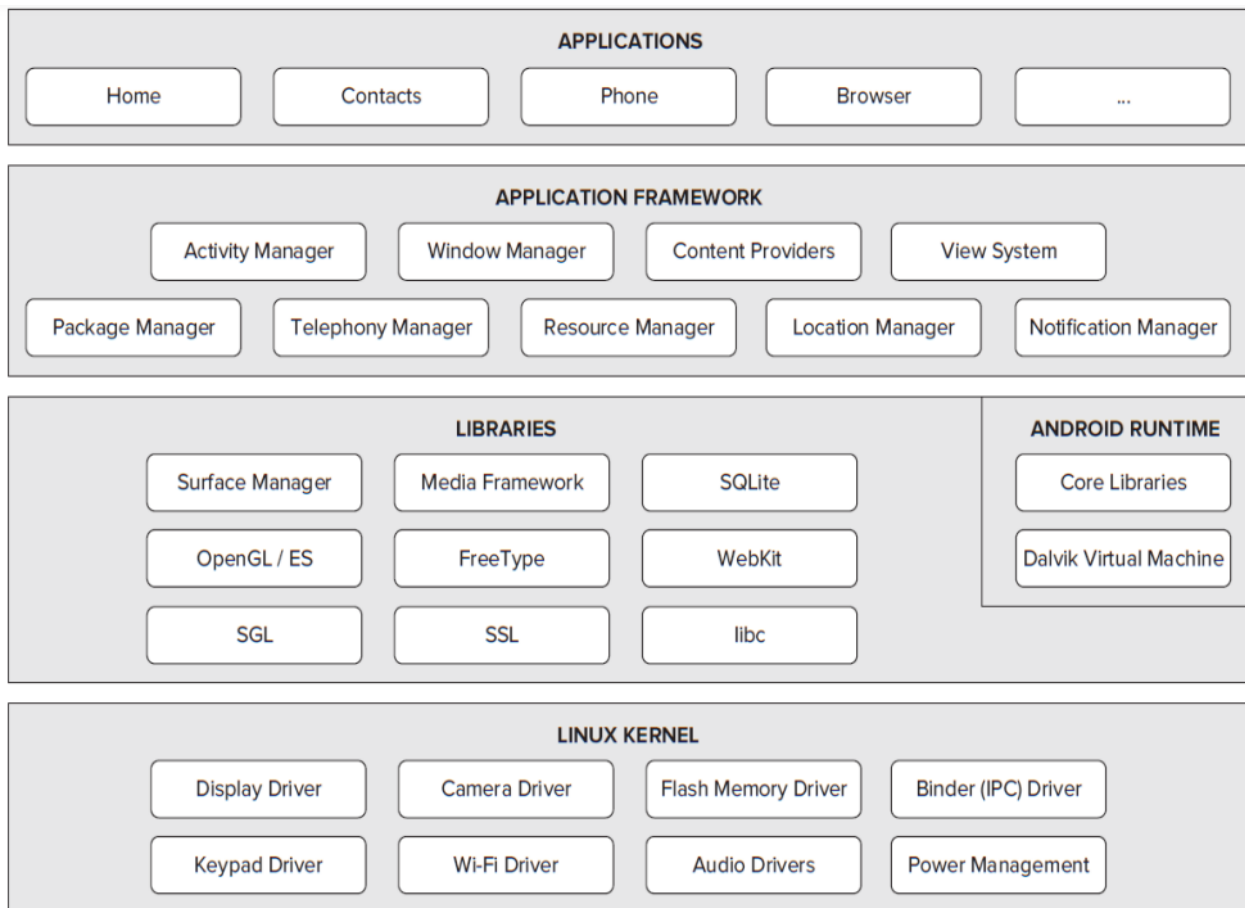 APPLICATIONS
Home
Contacts
Phone
Browser
...
APPLICATION FRAMEWORK
Activity Manager
Window Manager
Content Providers
View System
Package Manager
Telephony Manager
Resource Manager
Location Manager
Notification Manager
LIBRARIES
Surface Manager
Media Framework
SQLite
OpenGL / ES
FreeType
WebKit
SGL
SSL
libc
ANDROID RUNTIME
Core Libraries
Dalvik Virtual Machine
LINUX KERNEL
Display Driver
Camera Driver
Flash Memory Driver
Binder (IPC) Driver
Keypad Driver
Wi-Fi Driver
Audio Drivers
Power Management